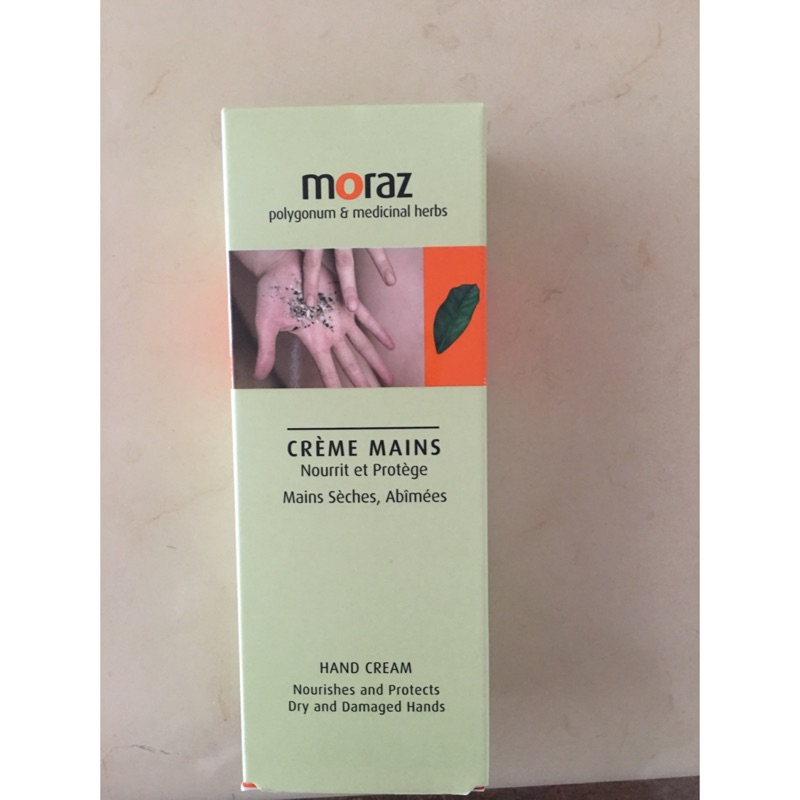 moraz
polygonum & medicinal herbs
CRÈME MAINS
Nourrit et Protège
Mains Sèches, Abîmées
HAND CREAM
Nourishes and Protects
Dry and Damaged Hands